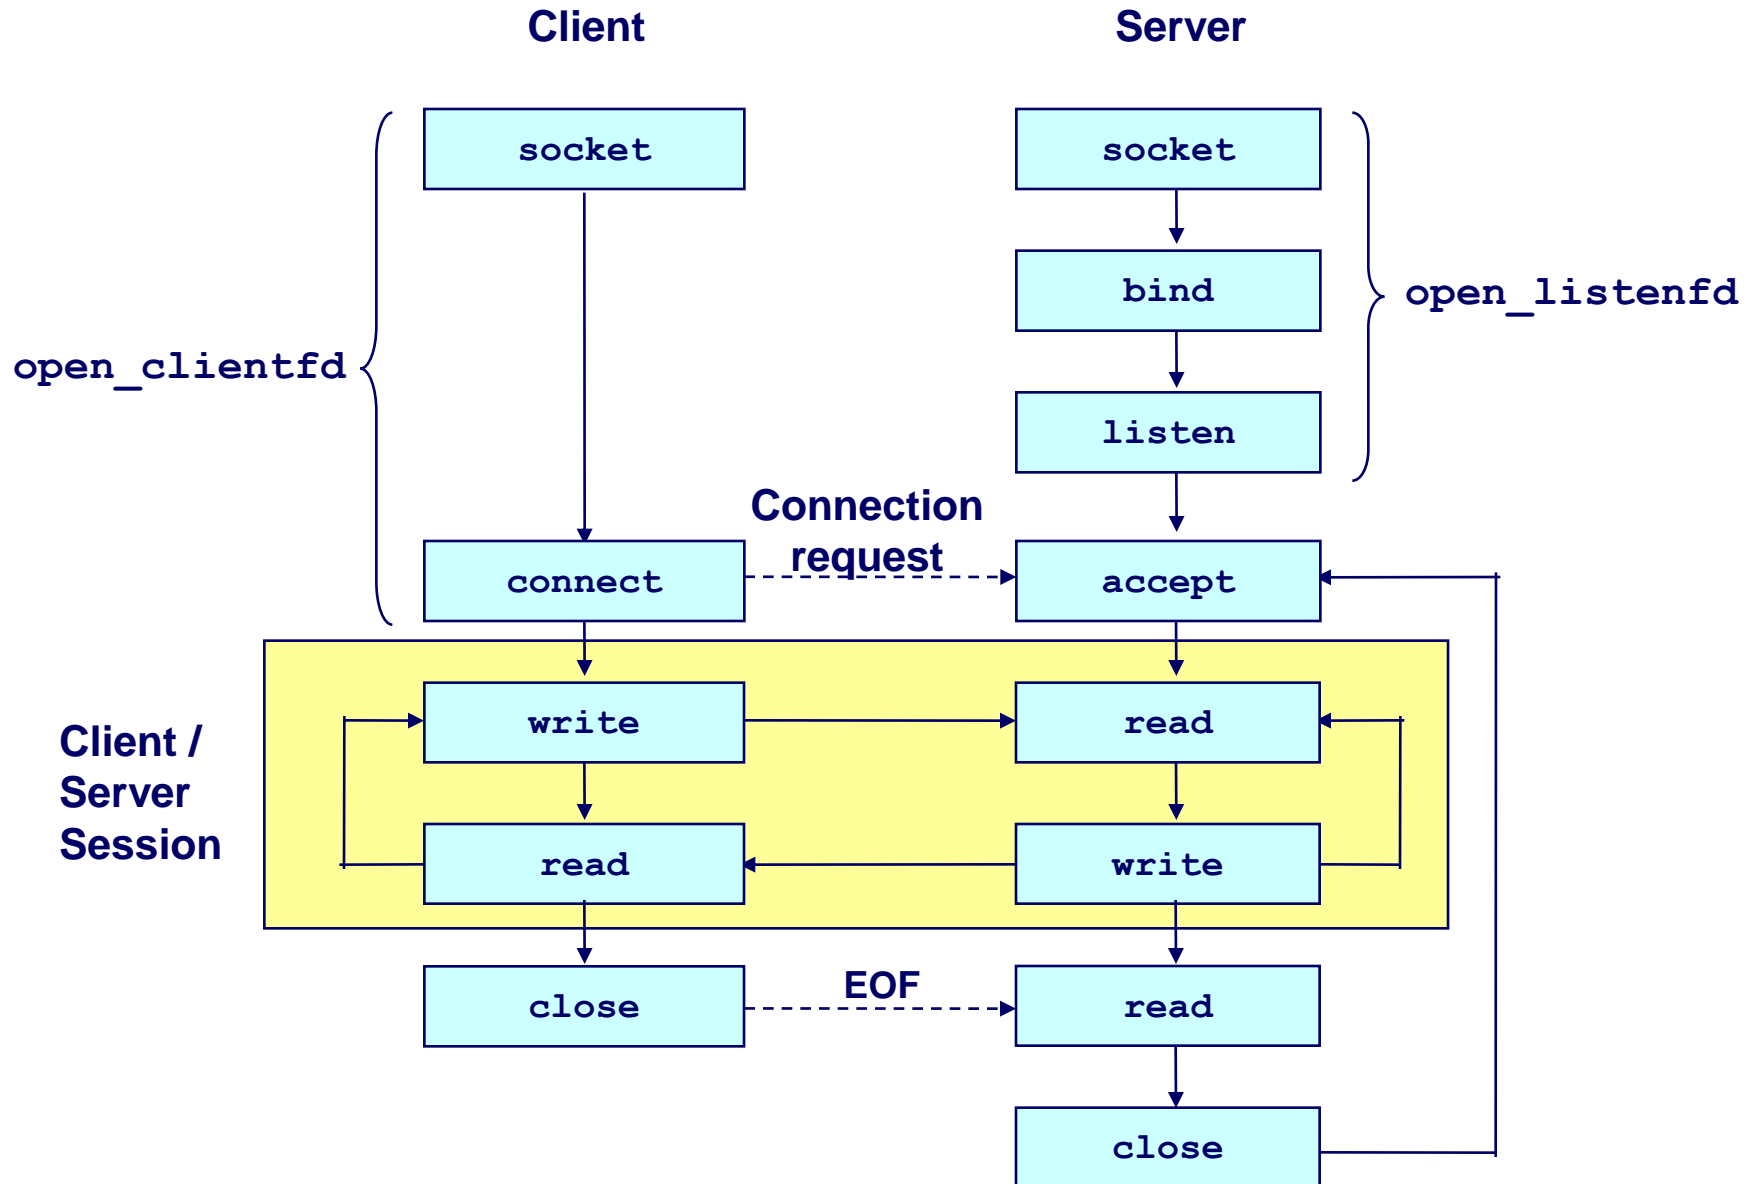 Client
Server
socket
socket
bind
open_listenfd
open_clientfd
listen
Connection
request
connect
accept
Client /
Server
Session
write
read
read
write
close
EOF
read
close